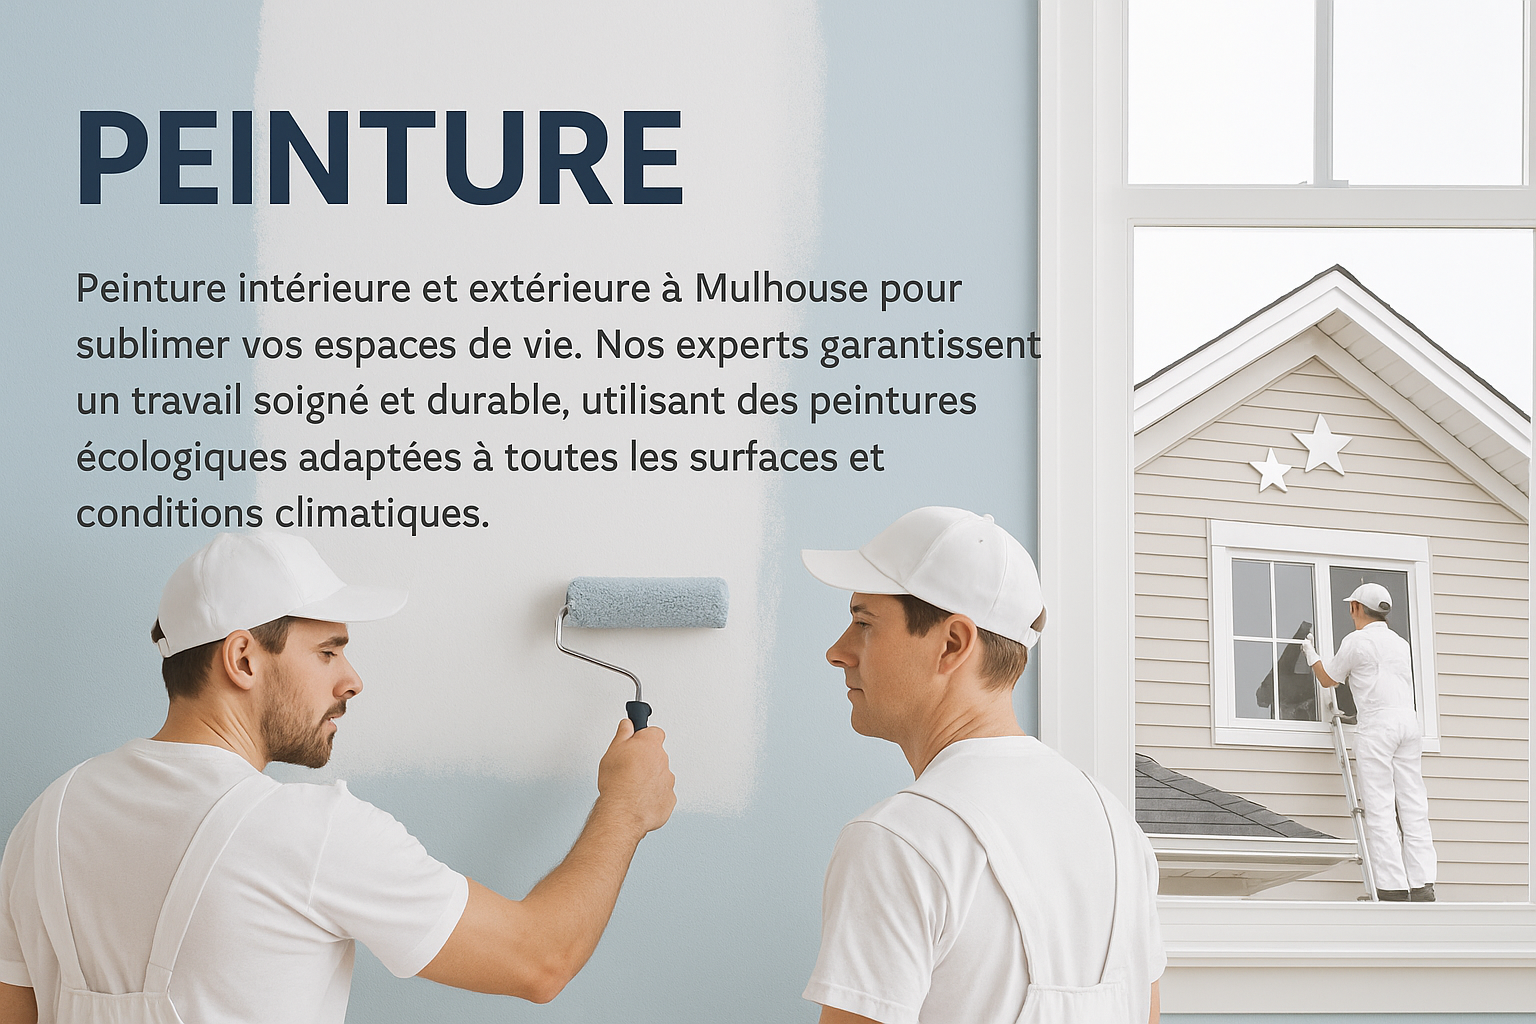 PEINTURE
Peinture intérieure et extérieure à Mulhouse pour
sublimer vos espaces de vie. Nos experts garantissent
un travail soigné et durable, utilisant des peintures
écologiques adaptées à toutes les surfaces et
conditions climatiques.